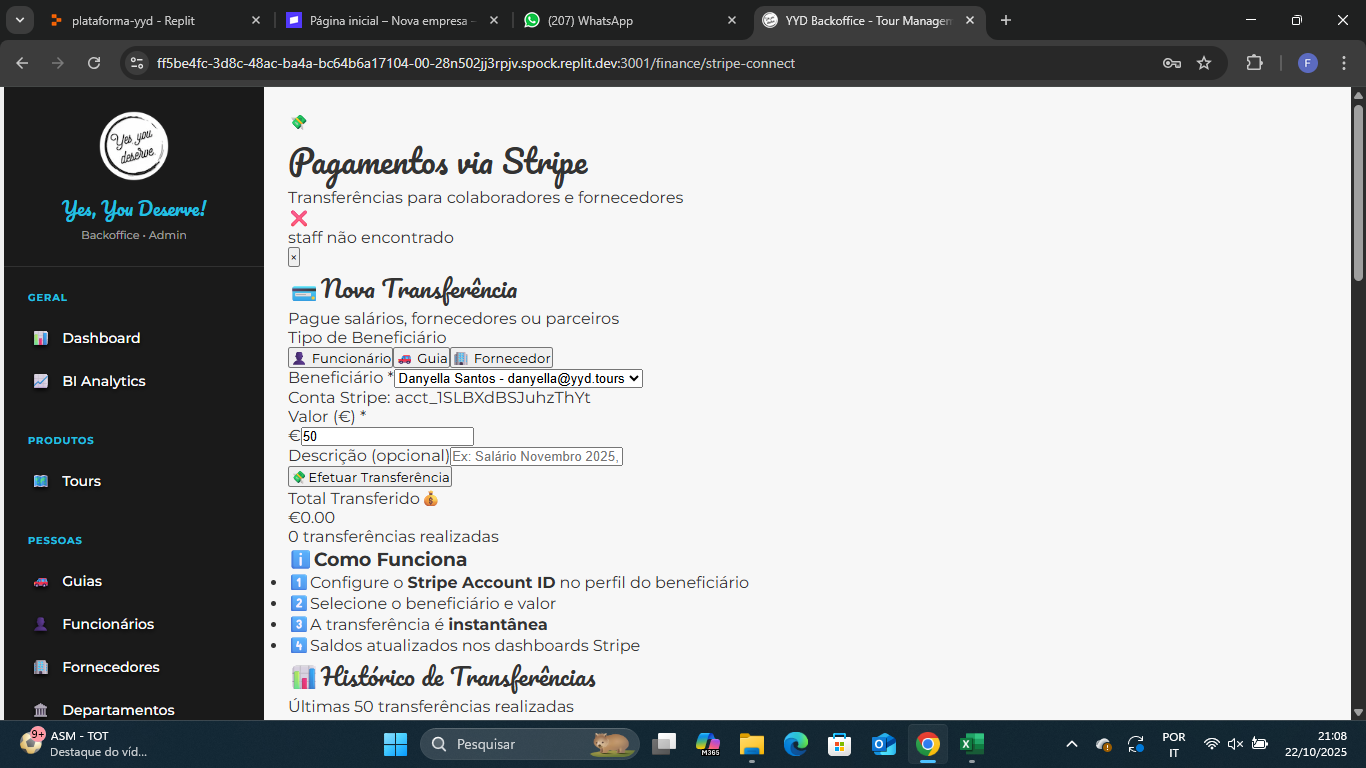 plataforma-yyd - Replit
Página inicial – Nova empresa –
(207) WhatsApp
YYD Backoffice - Tour Managem
ff5be4fc-3d8c-48ac-ba4a-bc64b6a17104-00-28n502jj3rpjv.spock.replit.dev:3001/finance/stripe-connect
F
Yes, you deserve.
Yes, You Deserve!
Backoffice • Admin
GERAL
Dashboard
BI Analytics
PRODUTOS
Tours
PESSOAS
Guias
Funcionários
Fornecedores
Departamentos
Pagamentos via Stripe
Transferências para colaboradores e fornecedores
staff não encontrado
×
Nova Transferência
Pague salários, fornecedores ou parceiros
Tipo de Beneficiário
Funcionário Guia Fornecedor
Beneficiário * Danyella Santos - danyella@yyd.tours
Conta Stripe: acct_1SLBXdBSJuhzThYt
Valor (€) *
€ 50
Descrição (opcional) Ex: Salário Novembro 2025,
Efetuar Transferência
Total Transferido
€0.00
0 transferências realizadas
Como Funciona
1 Configure o Stripe Account ID no perfil do beneficiário
2 Selecione o beneficiário e valor
3 A transferência é instantânea
4 Saldos atualizados nos dashboards Stripe
Histórico de Transferências
Últimas 50 transferências realizadas
9+
ASM - TOT
Destaque do víd...
Pesquisar
M365
POR
IT
21:08
22/10/2025